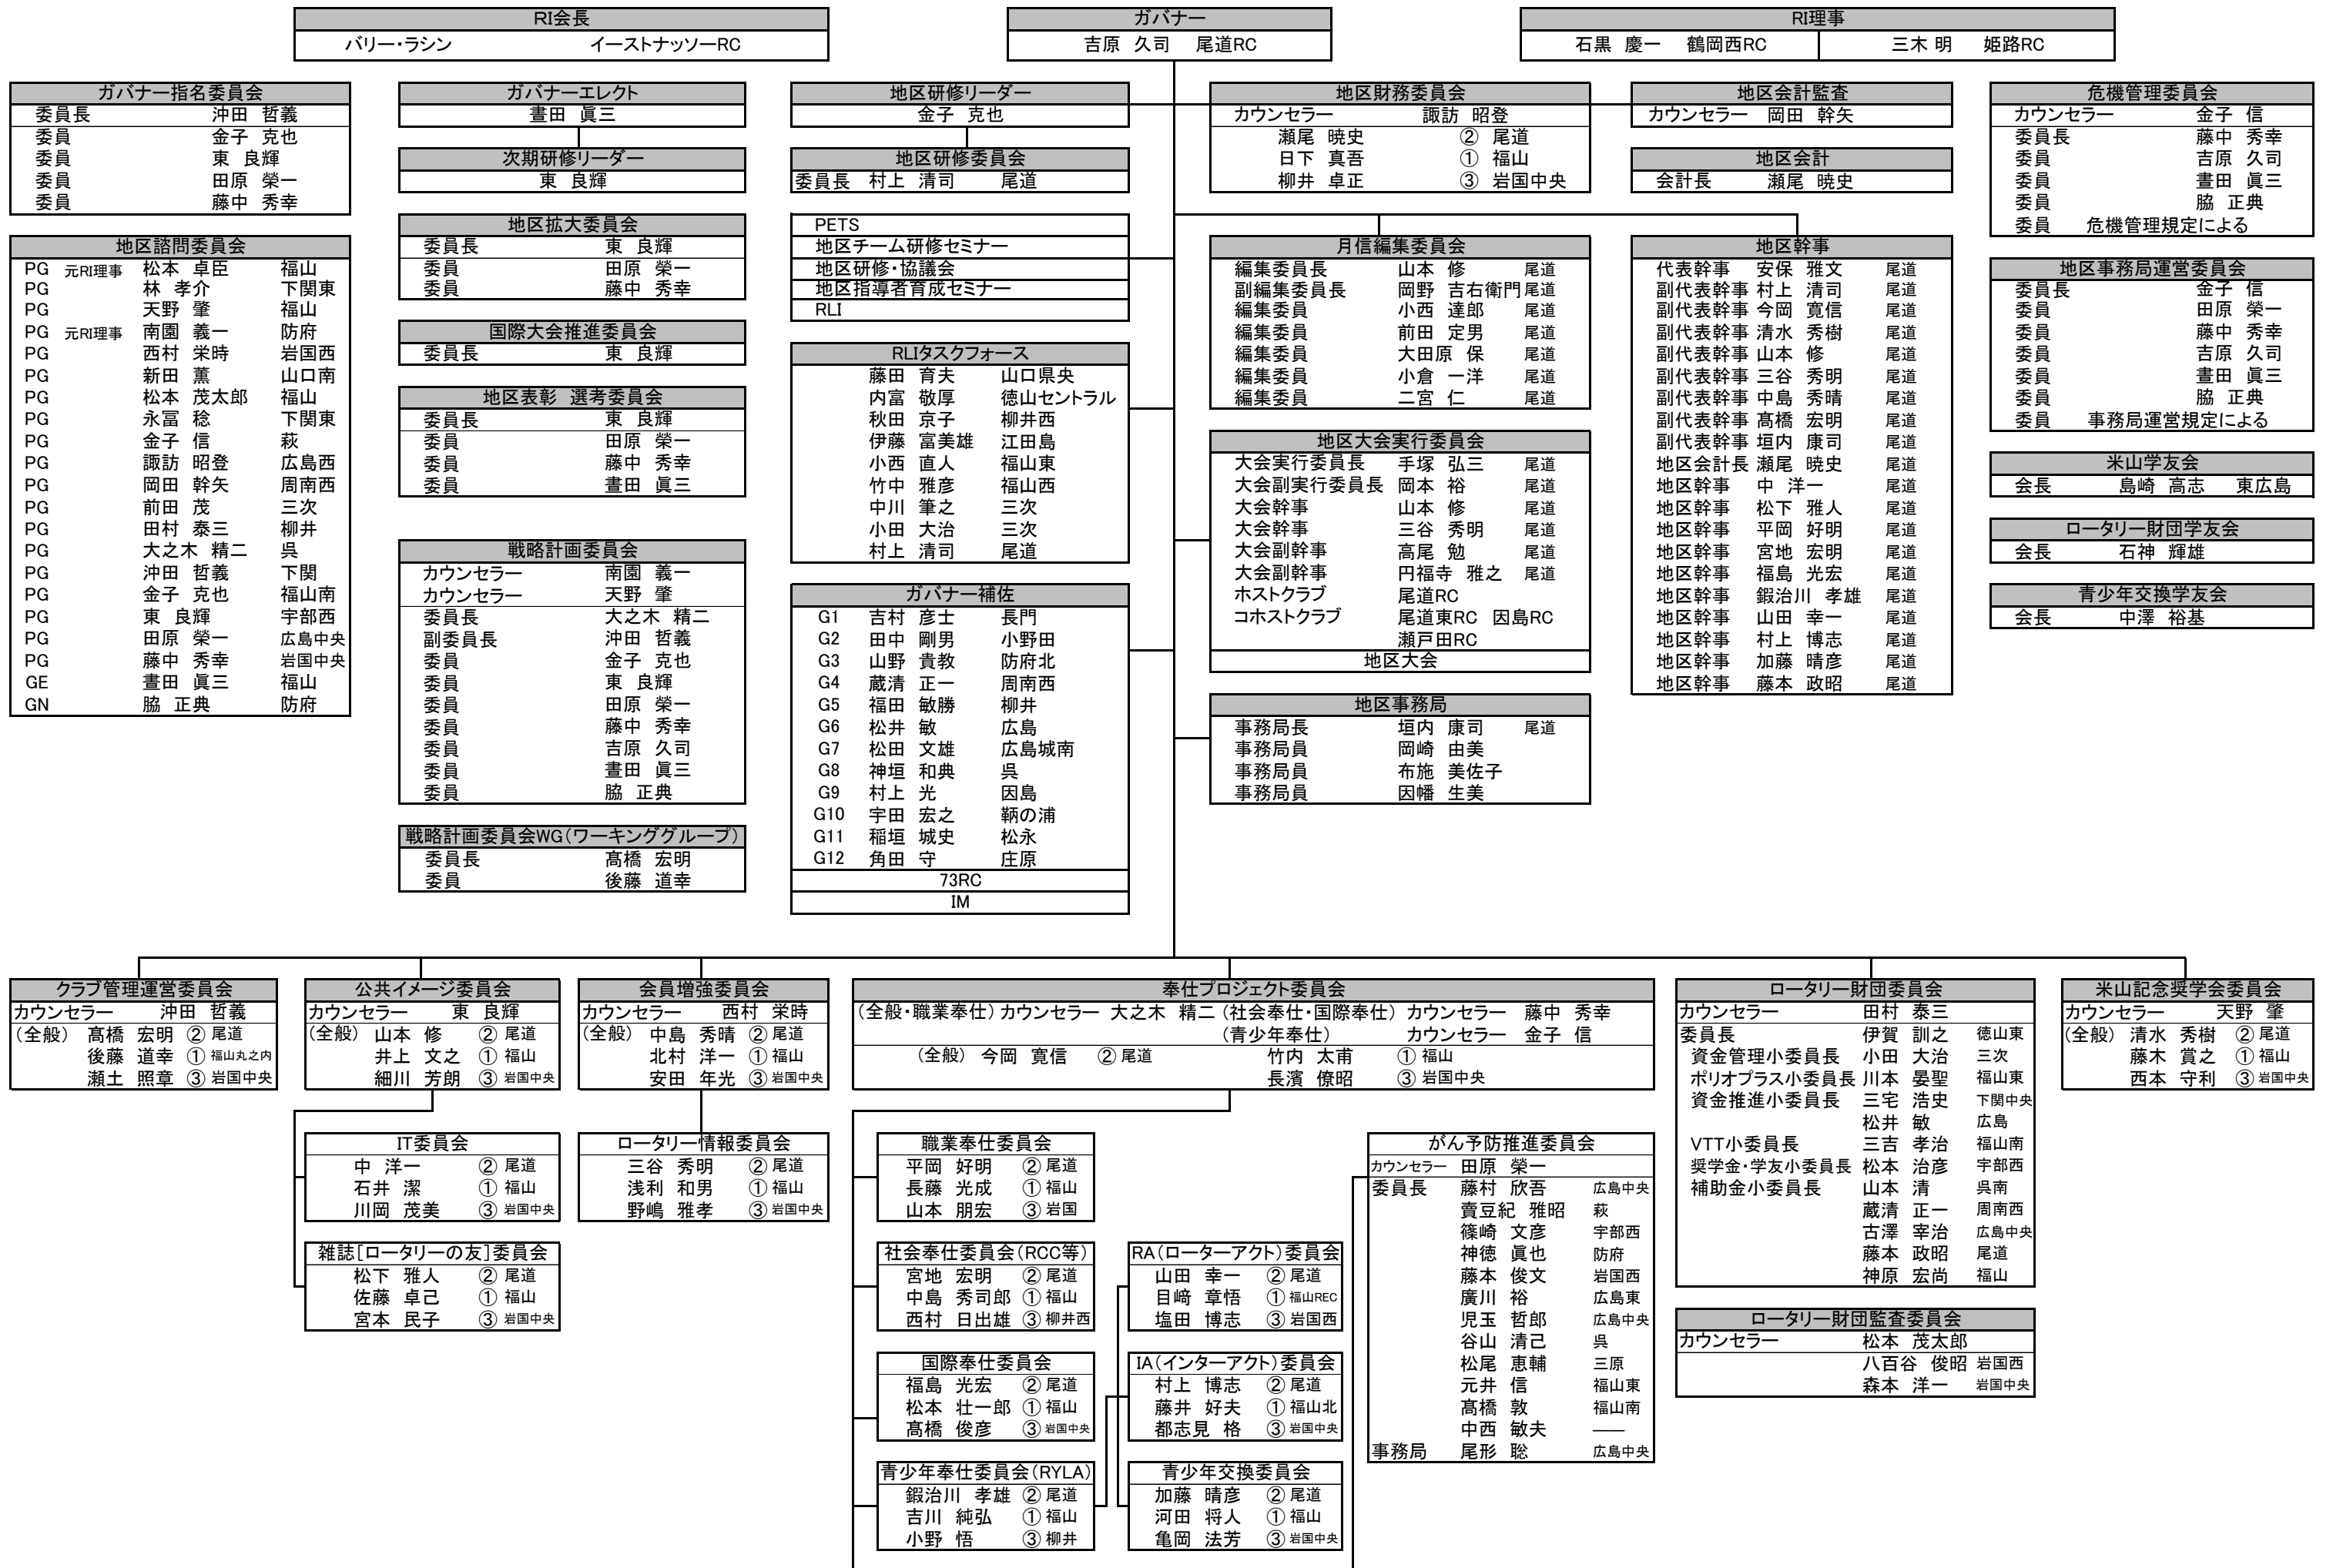 RI会長
バリー・ラシン イーストナッソーRC
ガバナー
吉原 久司 尾道RC
RI理事
石黒 慶一 鶴岡西RC 三木 明 姫路RC
ガバナー指名委員会
委員長 沖田 哲義
委員 金子 克也
委員 東 良輝
委員 田原 榮一
委員 藤中 秀幸
地区諮問委員会
PG 元RI理事 松本 卓臣 福山
PG 林 孝介 下関東
PG 天野 肇 福山
PG 元RI理事 南園 義一 防府
PG 西村 栄時 岩国西
PG 新田 薫 山口南
PG 松本 茂太郎 福山
PG 永冨 稔 下関東
PG 金子 信 萩
PG 諏訪 昭登 広島西
PG 岡田 幹矢 周南西
PG 前田 茂 三次
PG 田村 泰三 柳井
PG 大之木 精二 呉
PG 沖田 哲義 下関
PG 金子 克也 福山南
PG 東 良輝 宇部西
PG 田原 榮一 広島中央
PG 藤中 秀幸 岩国中央
GE 晝田 眞三 福山
GN 脇 正典 防府
ガバナーエレクト
晝田 眞三
次期研修リーダー
東 良輝
地区拡大委員会
委員長 東 良輝
委員 田原 榮一
委員 藤中 秀幸
国際大会推進委員会
委員長 東 良輝
地区表彰 選考委員会
委員長 東 良輝
委員 田原 榮一
委員 藤中 秀幸
委員 晝田 眞三
戦略計画委員会
カウンセラー 南園 義一
カウンセラー 天野 肇
委員長 大之木 精二
副委員長 沖田 哲義
委員 金子 克也
委員 東 良輝
委員 田原 榮一
委員 藤中 秀幸
委員 吉原 久司
委員 晝田 眞三
委員 脇 正典
戦略計画委員会WG(ワーキンググループ)
委員長 髙橋 宏明
委員 後藤 道幸
地区研修リーダー
金子 克也
地区研修委員会
委員長 村上 清司 尾道
PETS
地区チーム研修セミナー
地区研修・協議会
地区指導者育成セミナー
RLI
RLIタスクフォース
藤田 育夫 山口県央
内富 敬厚 徳山セントラル
秋田 京子 柳井西
伊藤 富美雄 江田島
小西 直人 福山東
竹中 雅彦 福山西
中川 筆之 三次
小田 大治 三次
村上 清司 尾道
ガバナー補佐
G1 吉村 彦士 長門
G2 田中 剛男 小野田
G3 山野 貴教 防府北
G4 蔵清 正一 周南西
G5 福田 敏勝 柳井
G6 松井 敏 広島
G7 松田 文雄 広島城南
G8 神垣 和典 呉
G9 村上 光 因島
G10 宇田 宏之 鞆の浦
G11 稲垣 城史 松永
G12 角田 守 庄原
73RC
IM
地区財務委員会
カウンセラー 諏訪 昭登
瀬尾 暁史 ② 尾道
日下 真吾 ① 福山
柳井 卓正 ③ 岩国中央
月信編集委員会
編集委員長 山本 修 尾道
副編集委員長 岡野 吉右衛門 尾道
編集委員 小西 達郎 尾道
編集委員 前田 定男 尾道
編集委員 大田原 保 尾道
編集委員 小倉 一洋 尾道
編集委員 二宮 仁 尾道
地区大会実行委員会
大会実行委員長 手塚 弘三 尾道
大会副実行委員長 岡本 裕 尾道
大会幹事 山本 修 尾道
大会幹事 三谷 秀明 尾道
大会副幹事 高尾 勉 尾道
大会副幹事 円福寺 雅之 尾道
ホストクラブ 尾道RC
コホストクラブ 尾道東RC 因島RC
瀬戸田RC
地区大会
地区事務局
事務局長 垣内 康司 尾道
事務局員 岡崎 由美
事務局員 布施 美佐子
事務局員 因幡 生美
地区会計監査
カウンセラー 岡田 幹矢
地区会計
会計長 瀬尾 暁史
地区幹事
代表幹事 安保 雅文 尾道
副代表幹事 村上 清司 尾道
副代表幹事 今岡 寛信 尾道
副代表幹事 清水 秀樹 尾道
副代表幹事 山本 修 尾道
副代表幹事 三谷 秀明 尾道
副代表幹事 中島 秀晴 尾道
副代表幹事 髙橋 宏明 尾道
副代表幹事 垣内 康司 尾道
地区会計長 瀬尾 暁史 尾道
地区幹事 中 洋一 尾道
地区幹事 松下 雅人 尾道
地区幹事 平岡 好明 尾道
地区幹事 宮地 宏明 尾道
地区幹事 福島 光宏 尾道
地区幹事 鍜治川 孝雄 尾道
地区幹事 山田 幸一 尾道
地区幹事 村上 博志 尾道
地区幹事 加藤 晴彦 尾道
地区幹事 藤本 政昭 尾道
危機管理委員会
カウンセラー 金子 信
委員長 藤中 秀幸
委員 吉原 久司
委員 晝田 眞三
委員 脇 正典
委員 危機管理規定による
地区事務局運営委員会
委員長 金子 信
委員 田原 榮一
委員 藤中 秀幸
委員 吉原 久司
委員 晝田 眞三
委員 脇 正典
委員 事務局運営規定による
米山学友会
会長 島崎 高志 東広島
ロータリー財団学友会
会長 石神 輝雄
青少年交換学友会
会長 中澤 裕基
クラブ管理運営委員会
カウンセラー 沖田 哲義
(全般) 髙橋 宏明 ② 尾道
後藤 道幸 ① 福山丸之内
瀬土 照章 ③ 岩国中央
公共イメージ委員会
カウンセラー 東 良輝
(全般) 山本 修 ② 尾道
井上 文之 ① 福山
細川 芳朗 ③ 岩国中央
IT委員会
中 洋一 ② 尾道
石井 潔 ① 福山
川岡 茂美 ③ 岩国中央
雑誌[ロータリーの友]委員会
松下 雅人 ② 尾道
佐藤 卓己 ① 福山
宮本 民子 ③ 岩国中央
会員増強委員会
カウンセラー 西村 栄時
(全般) 中島 秀晴 ② 尾道
北村 洋一 ① 福山
安田 年光 ③ 岩国中央
ロータリー情報委員会
三谷 秀明 ② 尾道
浅利 和男 ① 福山
野嶋 雅孝 ③ 岩国中央
奉仕プロジェクト委員会
(全般・職業奉仕) カウンセラー 大之木 精二 (社会奉仕・国際奉仕) カウンセラー 藤中 秀幸
(青少年奉仕) カウンセラー 金子 信
(全般) 今岡 寛信 ② 尾道 竹内 太甫 ① 福山
長濱 僚昭 ③ 岩国中央
職業奉仕委員会
平岡 好明 ② 尾道
長藤 光成 ① 福山
山本 朋宏 ③ 岩国
社会奉仕委員会(RCC等)
宮地 宏明 ② 尾道
中島 秀司郎 ① 福山
西村 日出雄 ③ 柳井西
国際奉仕委員会
福島 光宏 ② 尾道
松本 壮一郎 ① 福山
髙橋 俊彦 ③ 岩国中央
青少年奉仕委員会(RYLA)
鍜治川 孝雄 ② 尾道
吉川 純弘 ① 福山
小野 悟 ③ 柳井
RA(ローターアクト)委員会
山田 幸一 ② 尾道
目﨑 章悟 ① 福山REC
塩田 博志 ③ 岩国西
IA(インターアクト)委員会
村上 博志 ② 尾道
藤井 好夫 ① 福山北
都志見 格 ③ 岩国中央
青少年交換委員会
加藤 晴彦 ② 尾道
河田 将人 ① 福山
亀岡 法芳 ③ 岩国中央
がん予防推進委員会
カウンセラー 田原 榮一
委員長 藤村 欣吾 広島中央
賣豆紀 雅昭 萩
篠崎 文彦 宇部西
神徳 眞也 防府
藤本 俊文 岩国西
廣川 裕 広島東
児玉 哲郎 広島中央
谷山 清己 呉
松尾 恵輔 三原
元井 信 福山東
髙橋 敦 福山南
中西 敏夫 ――
事務局 尾形 聡 広島中央
ロータリー財団委員会
カウンセラー 田村 泰三
委員長 伊賀 訓之 徳山東
資金管理小委員長 小田 大治 三次
ポリオプラス小委員長 川本 晏聖 福山東
資金推進小委員長 三宅 浩史 下関中央
松井 敏 広島
VTT小委員長 三吉 孝治 福山南
奨学金・学友小委員長 松本 治彦 宇部西
補助金小委員長 山本 清 呉南
蔵清 正一 周南西
古澤 宰治 広島中央
藤本 政昭 尾道
神原 宏尚 福山
ロータリー財団監査委員会
カウンセラー 松本 茂太郎
八百谷 俊昭 岩国西
森本 洋一 岩国中央
米山記念奨学会委員会
カウンセラー 天野 肇
(全般) 清水 秀樹 ② 尾道
藤木 賞之 ① 福山
西本 守利 ③ 岩国中央